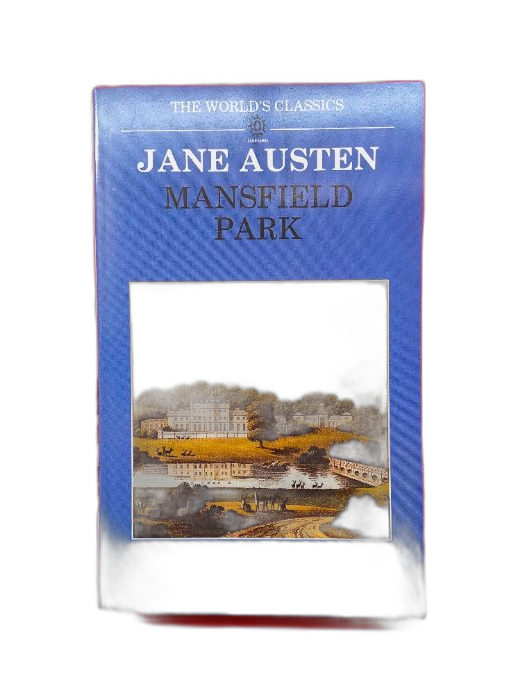 THE WORLD'S CLASSICS
JANE AUSTEN
MANSFIELD
PARK